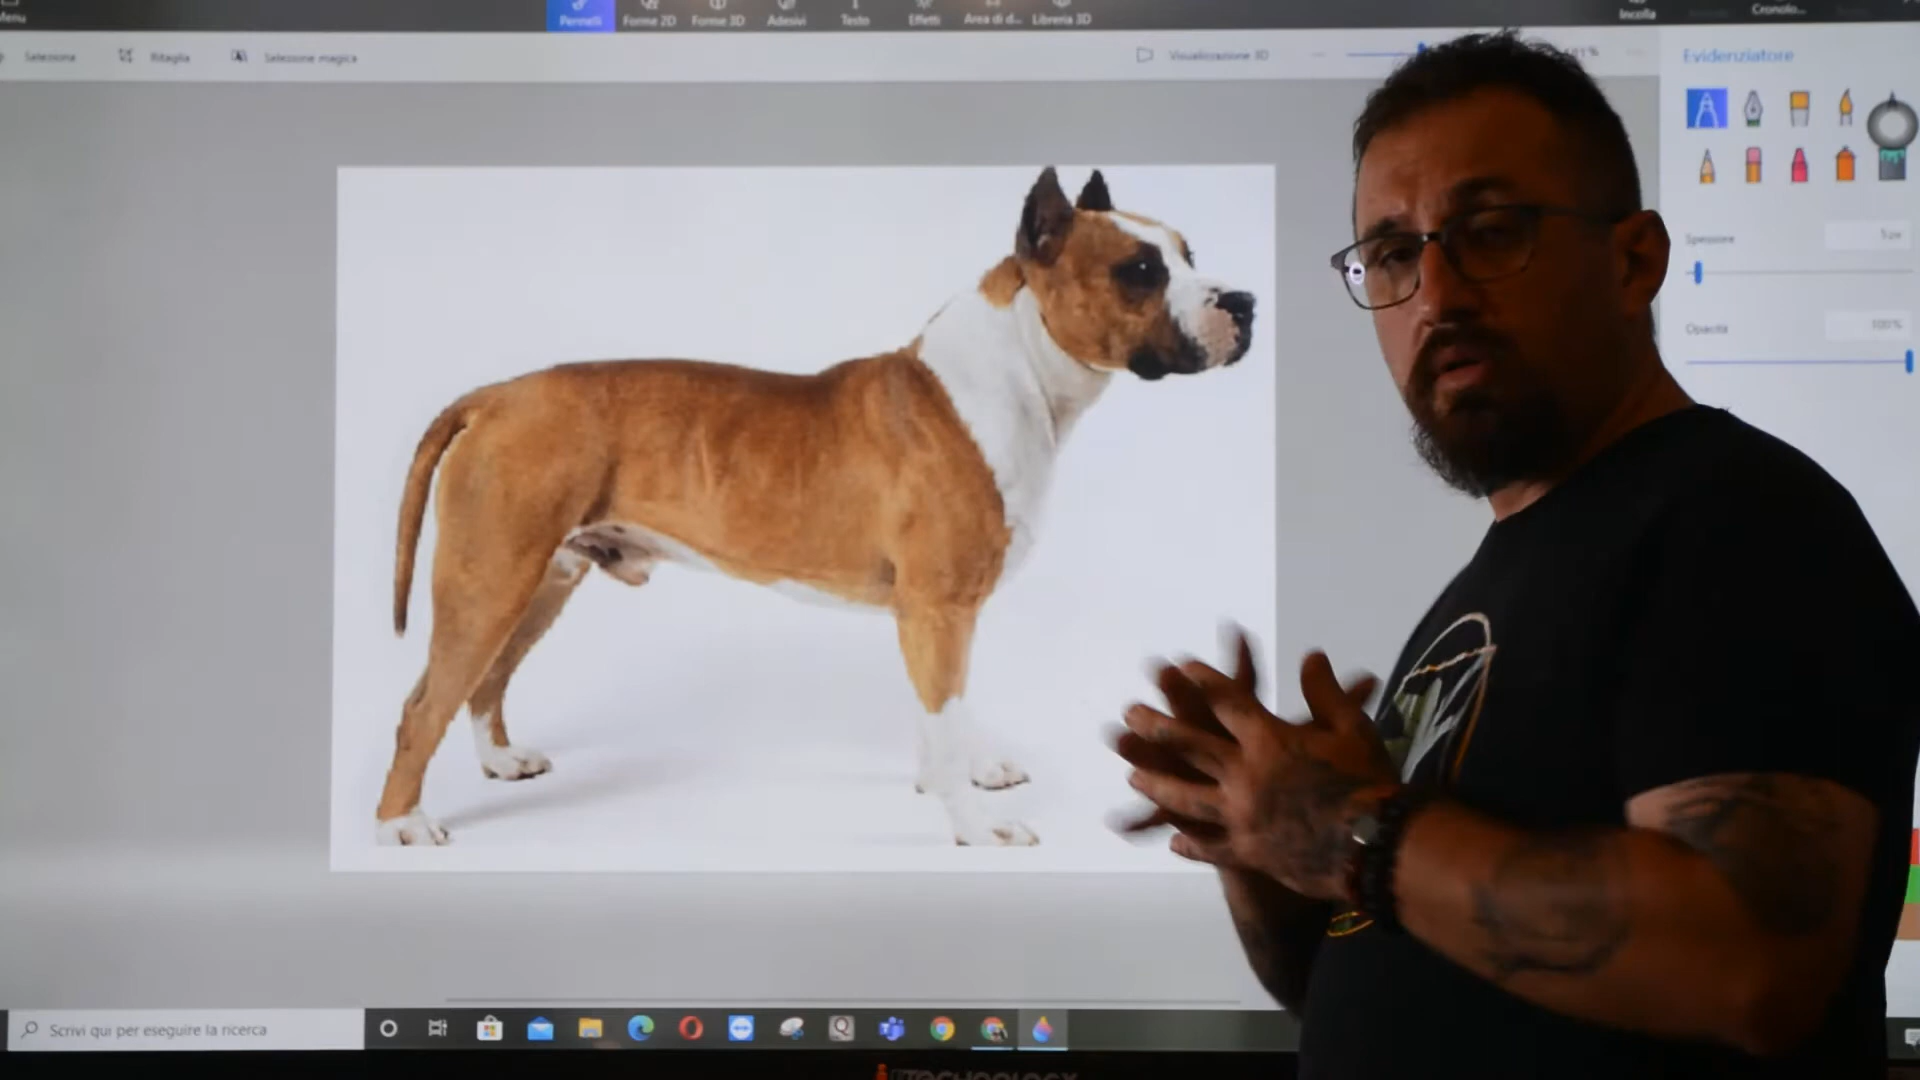 Menu
Pennelli Forme 2D Forme 3D Adesivi Testo Effetti Area di d... Libreria 3D Incolla Cronolo...
Seleziona Ritaglia Selezione magica Visualizzazione 3D
Evidenziatore
Spessore 5px
Opacità 100%
Scrivi qui per eseguire la ricerca